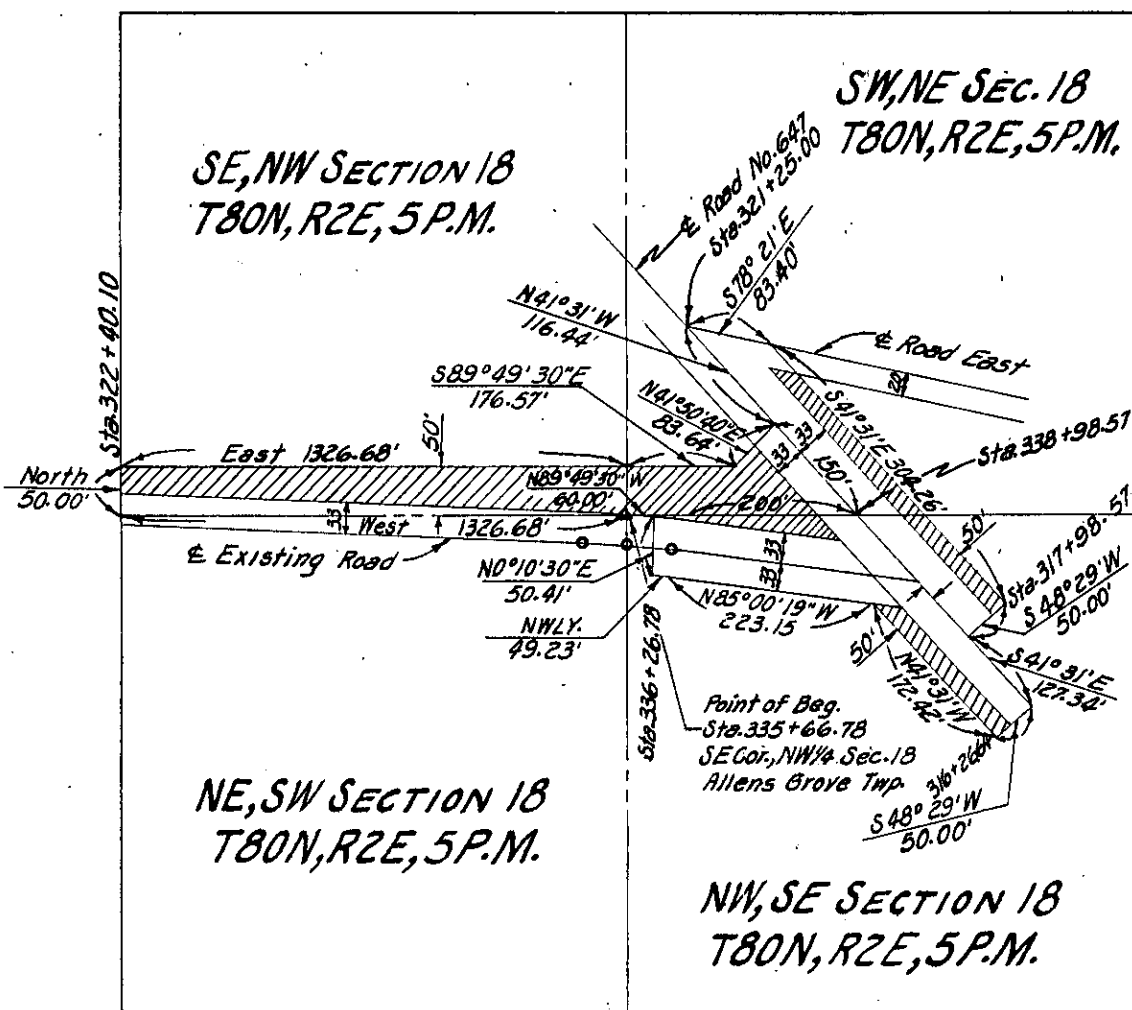 SW,NE SEC. 18
T80N, R2E, 5P.M.
SE,NW SECTION 18
T80N, R2E, 5P.M.
℄ Road No. 647
Sta. 321+25.00
S78° 21' E
83.40'
N41° 31' W
116.44'
℄ Road East
20
Sta. 322+40.10
S89° 49' 30" E
176.57'
N41° 50' 40" E
83.64'
S41° 31' E 304.26'
Sta. 338+98.57
50'
East 1326.68'
33
33
150'
North
50.00'
N89° 49' 30" W
60.00'
200'
33
West 1326.68'
50'
Sta. 317+98.57
S 48° 29' W
50.00'
℄ Existing Road
33
33
N0° 10' 30" E
50.41'
N85° 00' 19" W
223.15
NWLY.
49.23'
50'
N41° 31' W
172.42'
S41° 31' E
127.34'
Sta. 336+26.78
Point of Beg.
Sta. 335+66.78
SE Cor., NW¼ Sec. 18
Allens Grove Twp.
S 48° 29' W
50.00'
NE,SW SECTION 18
T80N, R2E, 5P.M.
NW,SE SECTION 18
T80N, R2E, 5P.M.